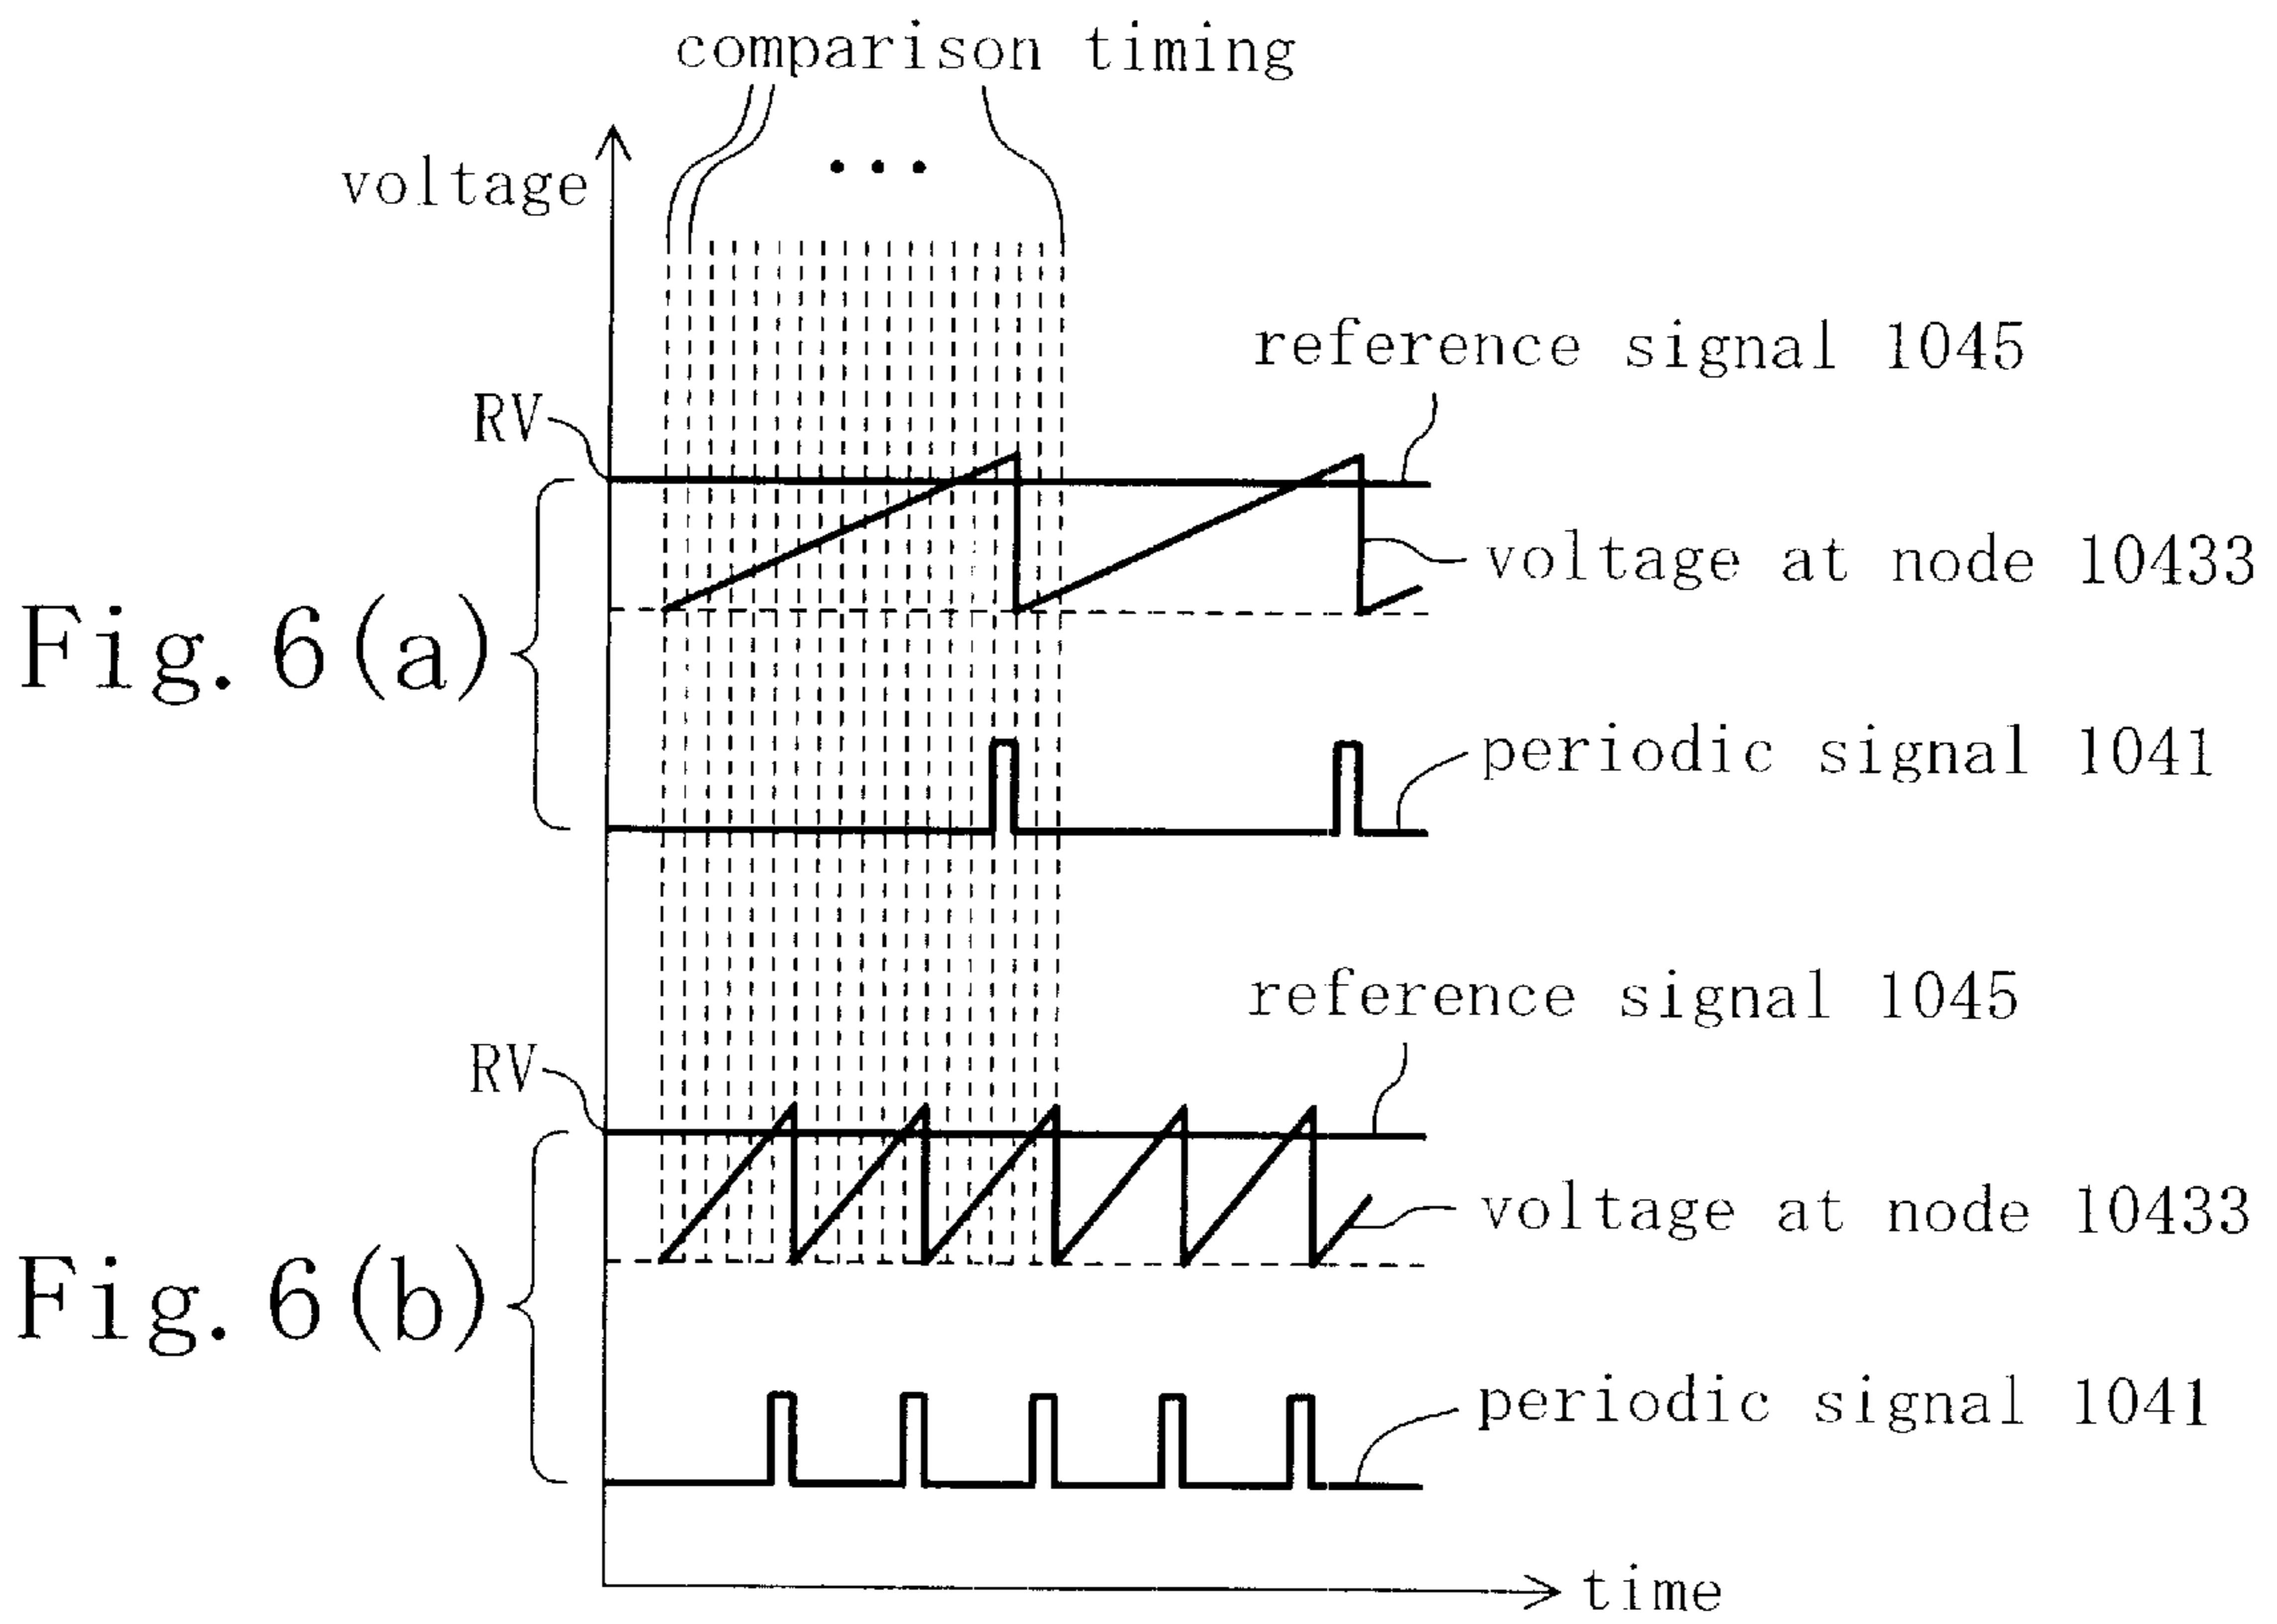 comparison timing
voltage
reference signal 1045
RV
voltage at node 10433
Fig. 6(a)
periodic signal 1041
reference signal 1045
RV
voltage at node 10433
Fig. 6(b)
periodic signal 1041
time